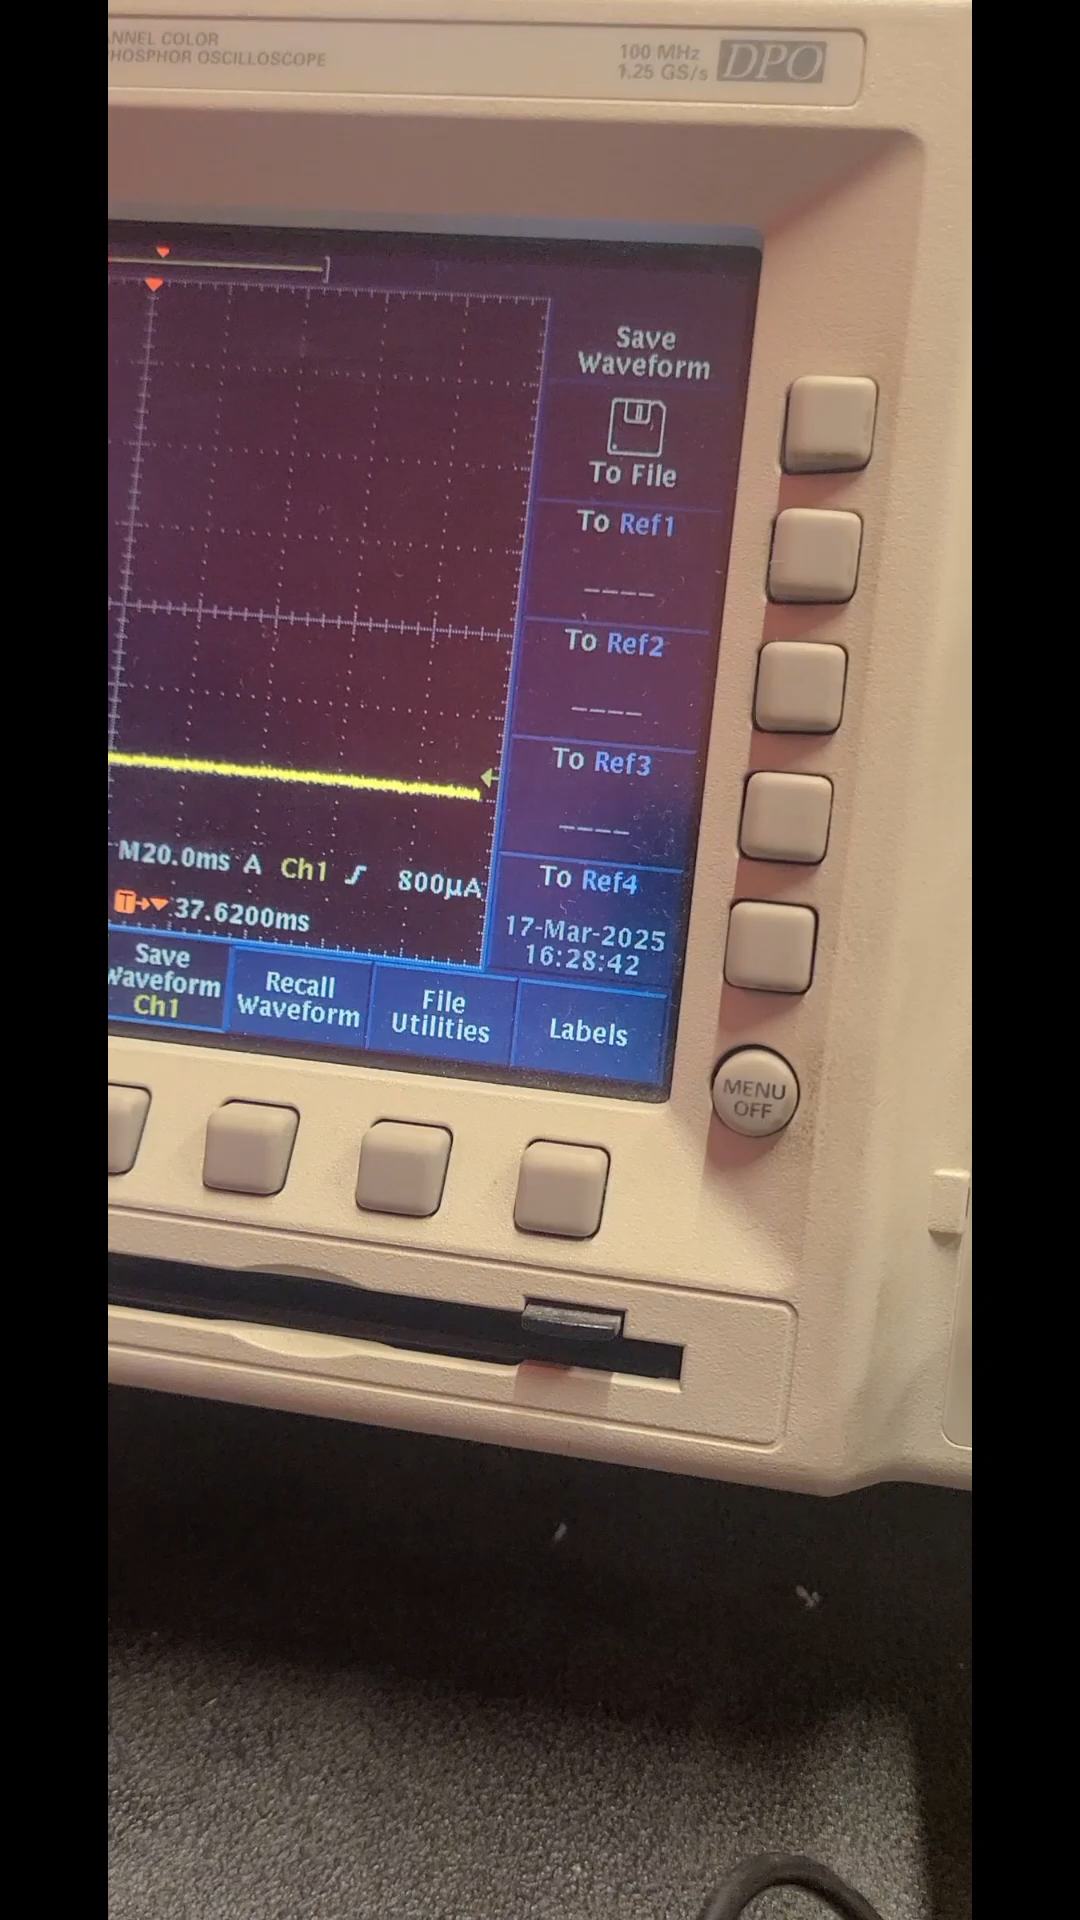 NNEL COLOR
HOSPHOR OSCILLOSCOPE
100 MHz
1.25 GS/s
DPO
Save
Waveform
To File
To Ref1
----
To Ref2
----
To Ref3
----
To Ref4
M20.0ms A Ch1 800µA
T 37.6200ms
17-Mar-2025
16:28:42
Save
Waveform
Ch1
Recall
Waveform
File
Utilities
Labels
MENU
OFF